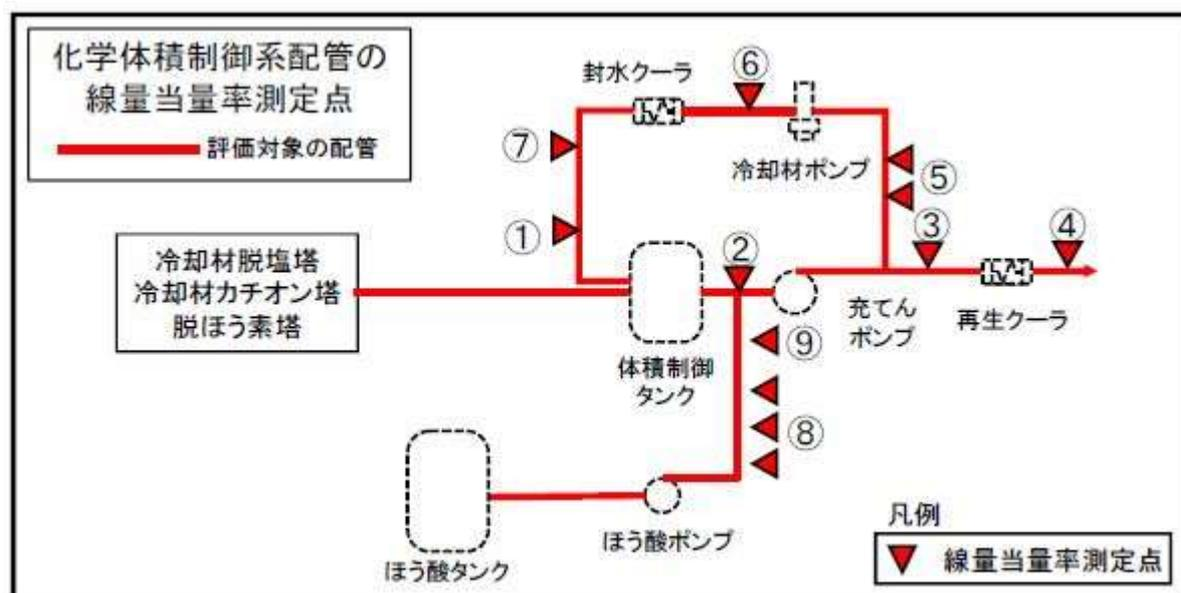 化学体積制御系配管の
線量当量率測定点
評価対象の配管
封水クーラ
⑥
⑦
冷却材ポンプ
⑤
①
②
③
④
冷却材脱塩塔
冷却材カチオン塔
脱ほう素塔
体積制御
タンク
充てん
ポンプ
再生クーラ
⑨
⑧
ほう酸ポンプ
ほう酸タンク
凡例
線量当量率測定点